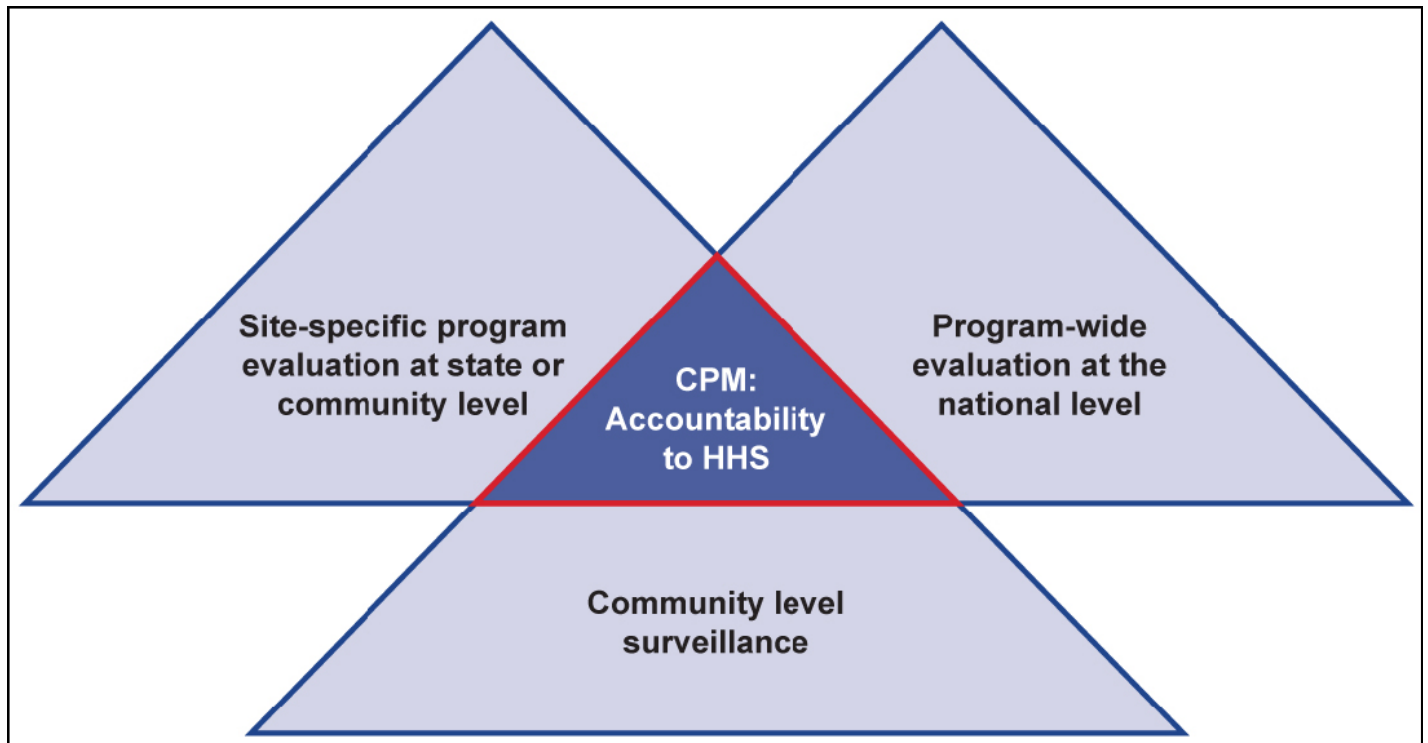 Site-specific program
evaluation at state or
community level
CPM:
Accountability
to HHS
Program-wide
evaluation at the
national level
Community level
surveillance